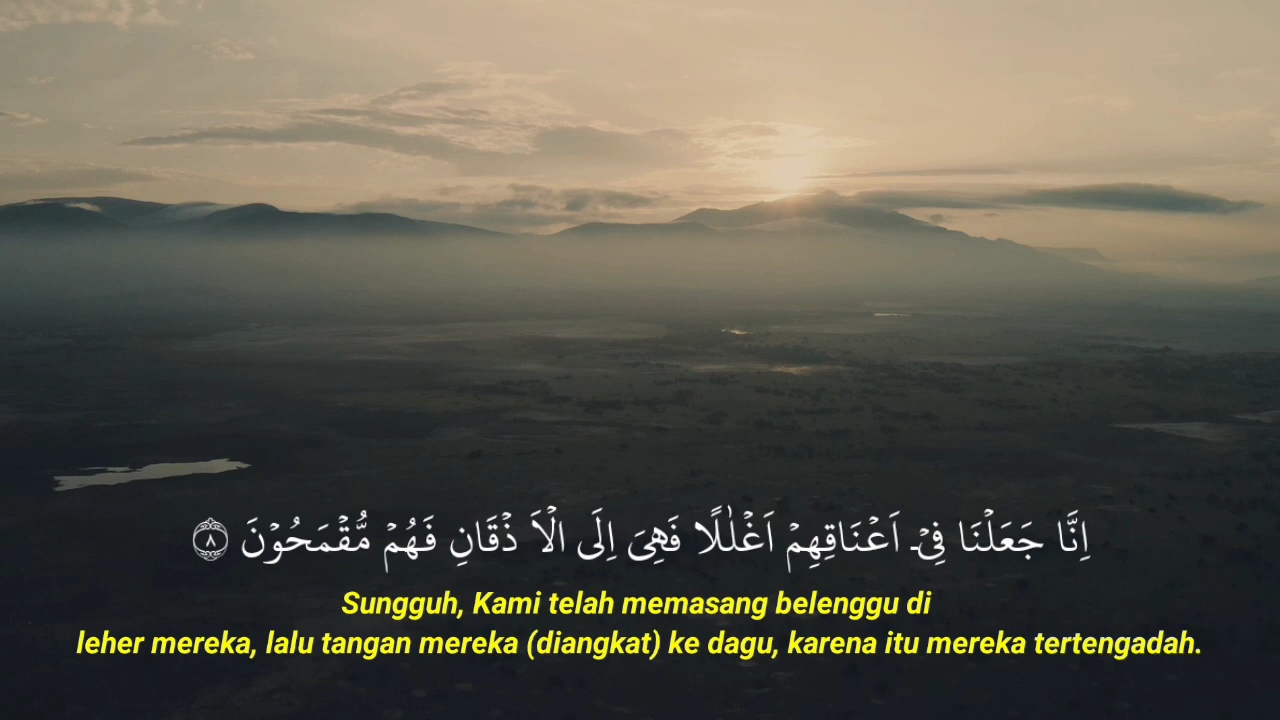 اِنَّا جَعَلْنَا فِيْٓ اَعْنَاقِهِمْ اَغْلٰلًا فَهِيَ اِلَى الْاَ ذْقَانِ فَهُمْ مُّقْمَحُوْنَ ۝٨
Sungguh, Kami telah memasang belenggu di
leher mereka, lalu tangan mereka (diangkat) ke dagu, karena itu mereka tertengadah.